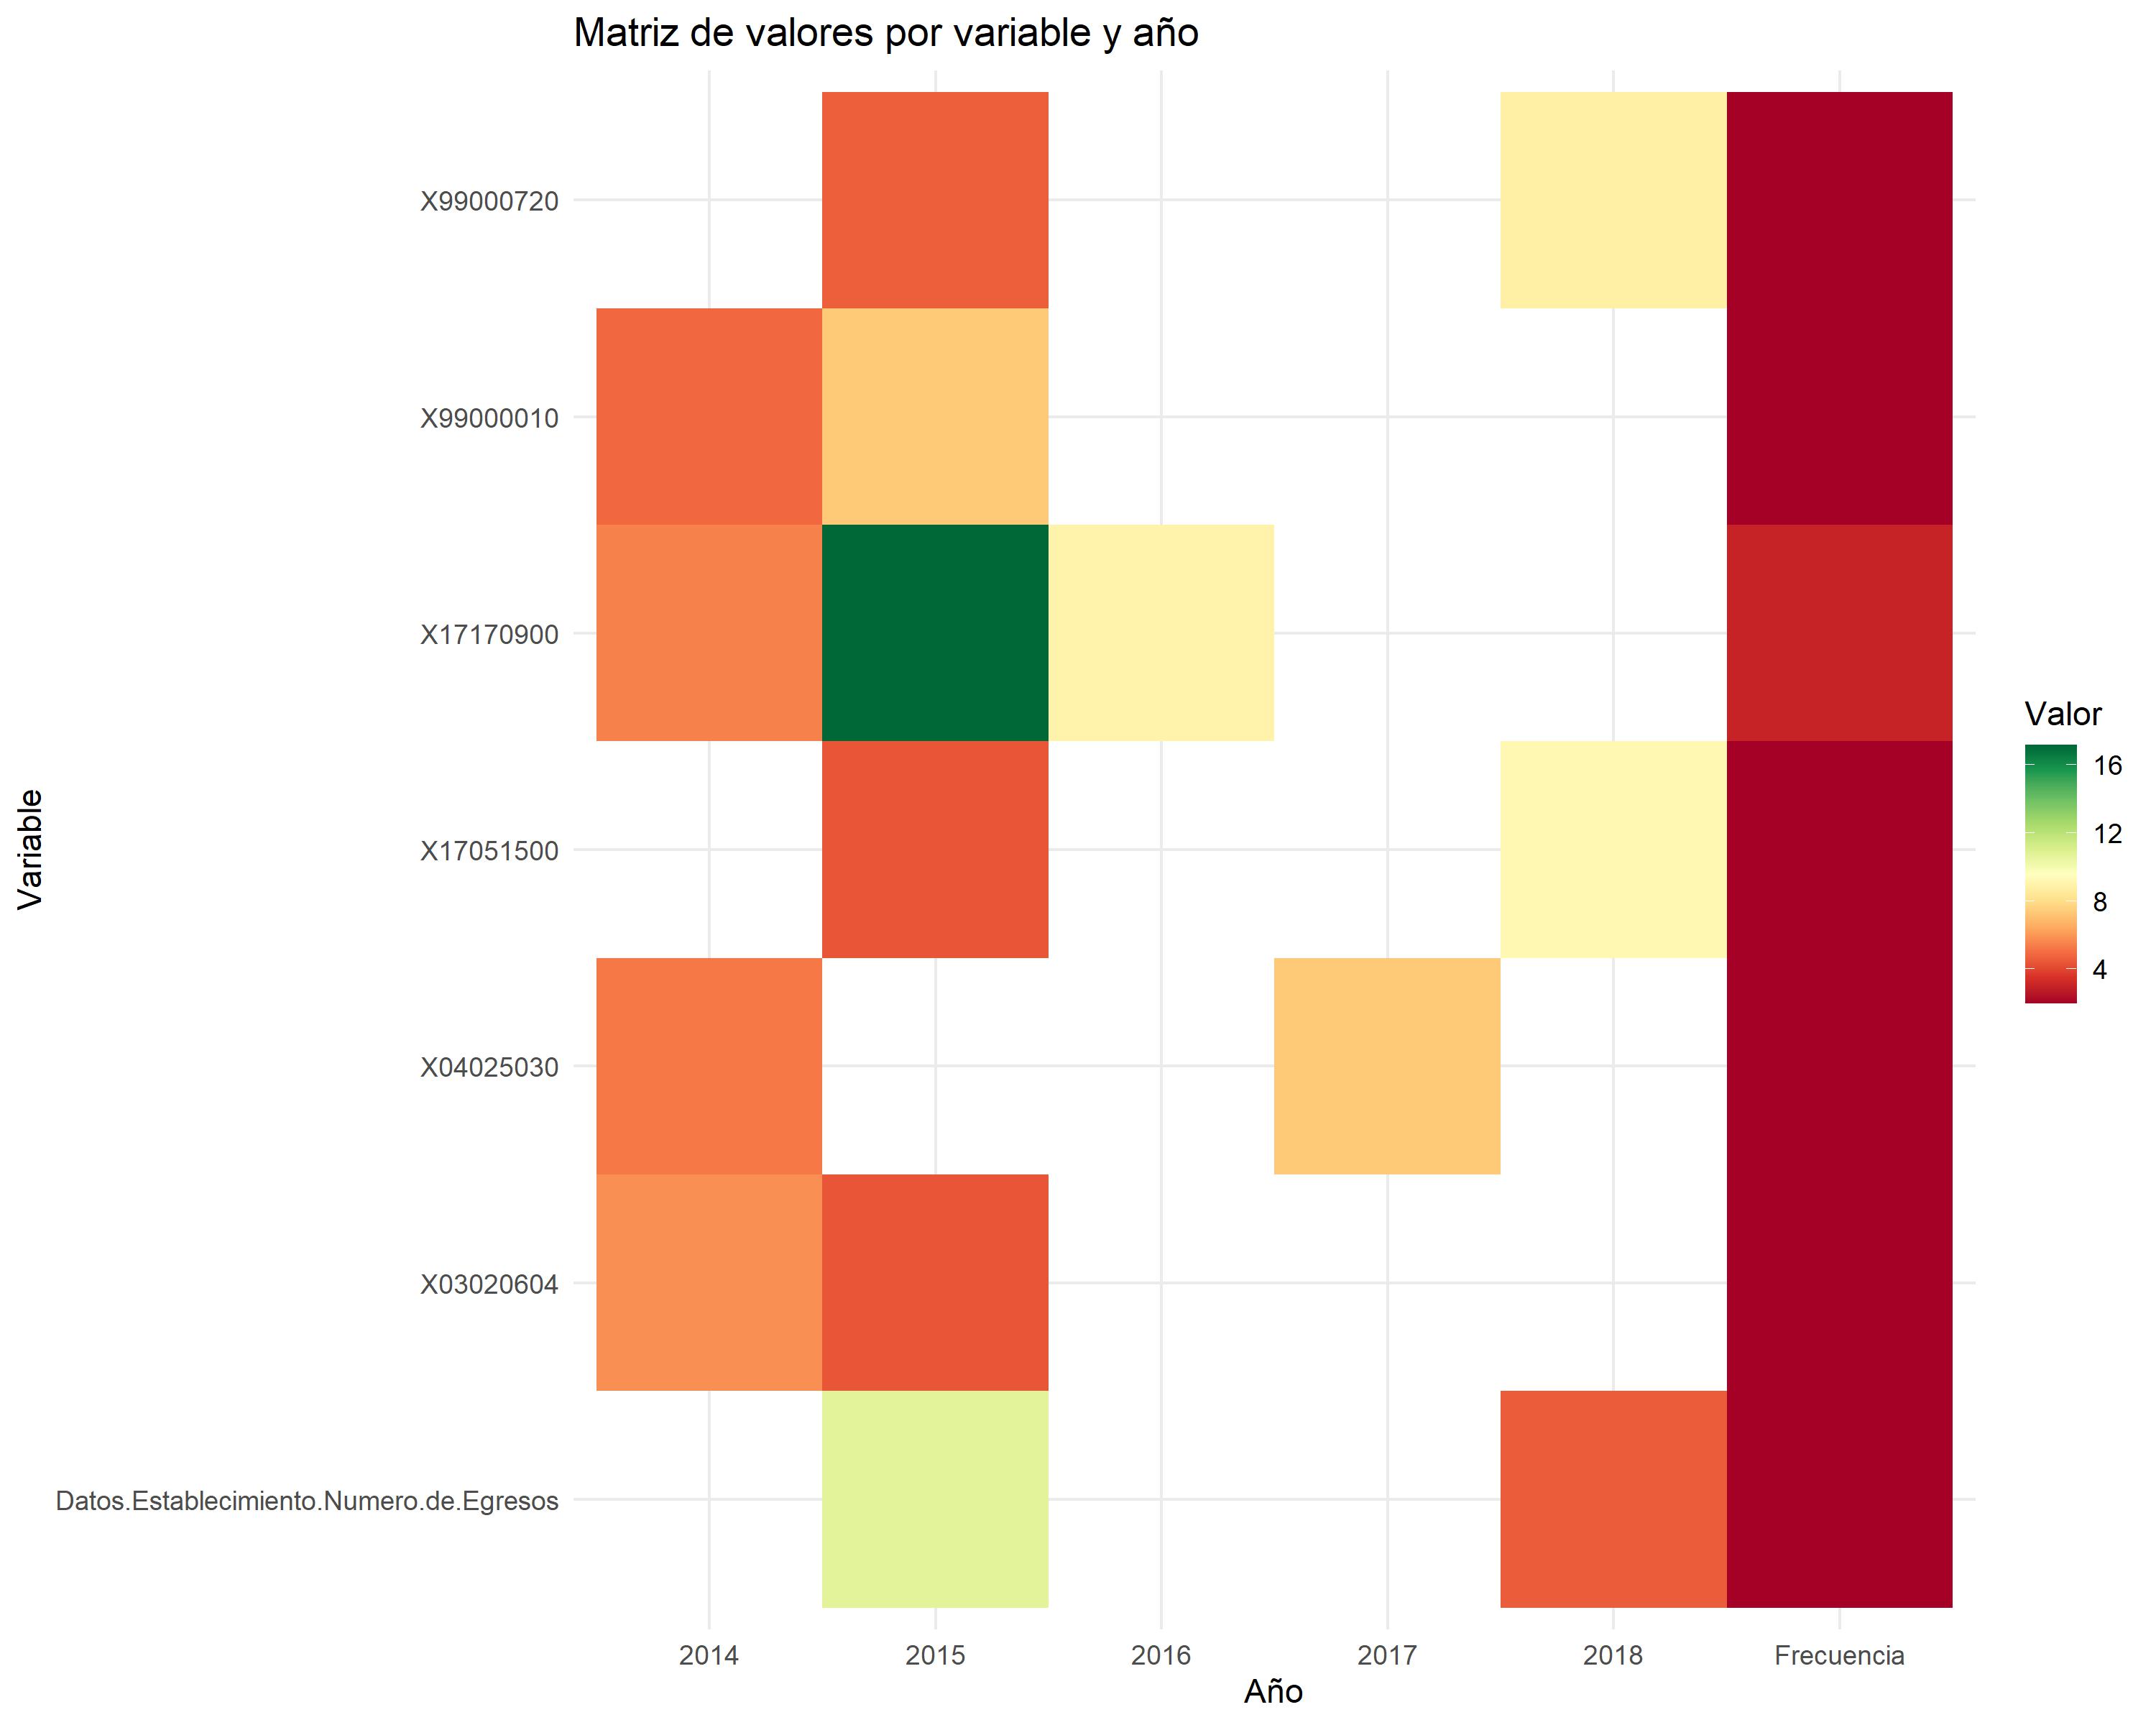 Matriz de valores por variable y año
Variable
X99000720
X99000010
X17170900
X17051500
X04025030
X03020604
Datos.Establecimiento.Numero.de.Egresos
2014
2015
2016
2017
2018
Frecuencia
Año
Valor
16
12
8
4